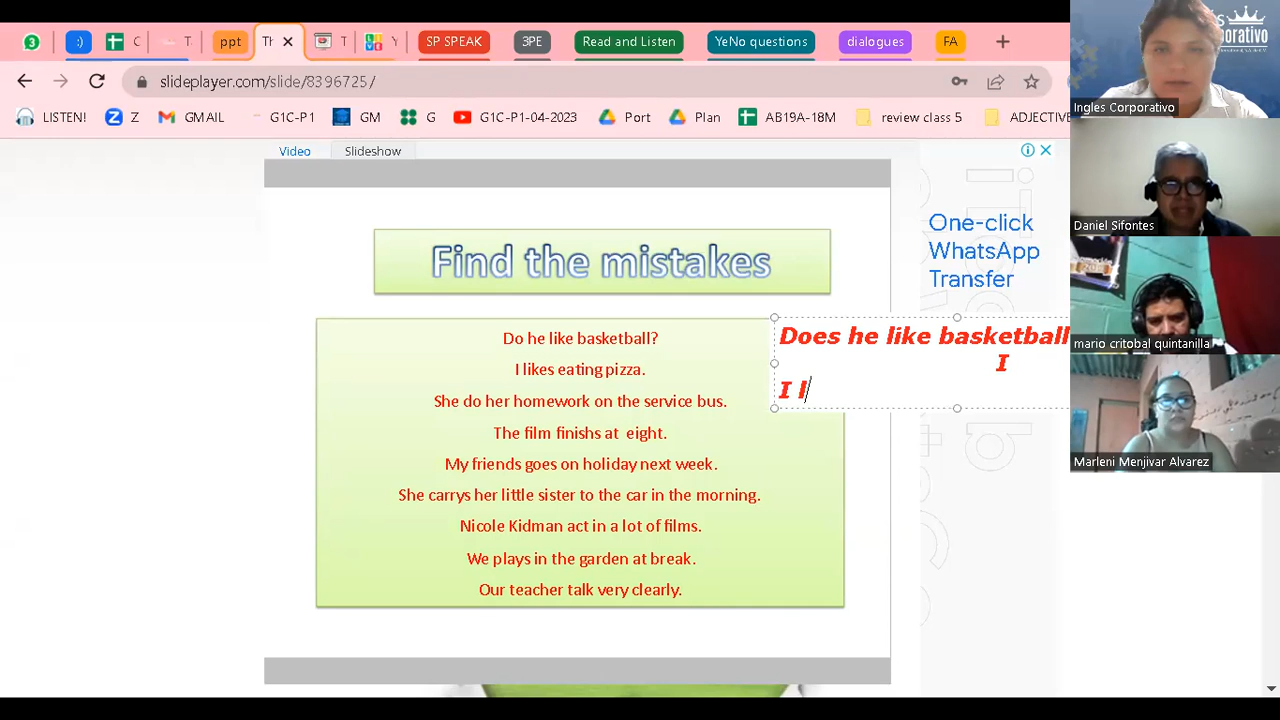 :)
C
T
ppt
Th
T
Y
SP SPEAK
3PE
Read and Listen
YeNo questions
dialogues
FA
slideplayer.com/slide/8396725/
LISTEN!
Z
GMAIL
G1C-P1
GM
G
G1C-P1-04-2023
Port
Plan
AB19A-18M
review class 5
ADJECTIVE
Video
Slideshow
Find the mistakes
Do he like basketball?
I likes eating pizza.
She do her homework on the service bus.
The film finishs at eight.
My friends goes on holiday next week.
She carrys her little sister to the car in the morning.
Nicole Kidman act in a lot of films.
We plays in the garden at break.
Our teacher talk very clearly.
Does he like basketball
I
I l
One-click
WhatsApp
Transfer
Ingles Corporativo
Daniel Sifontes
mario critobal quintanilla
Marleni Menjivar Alvarez